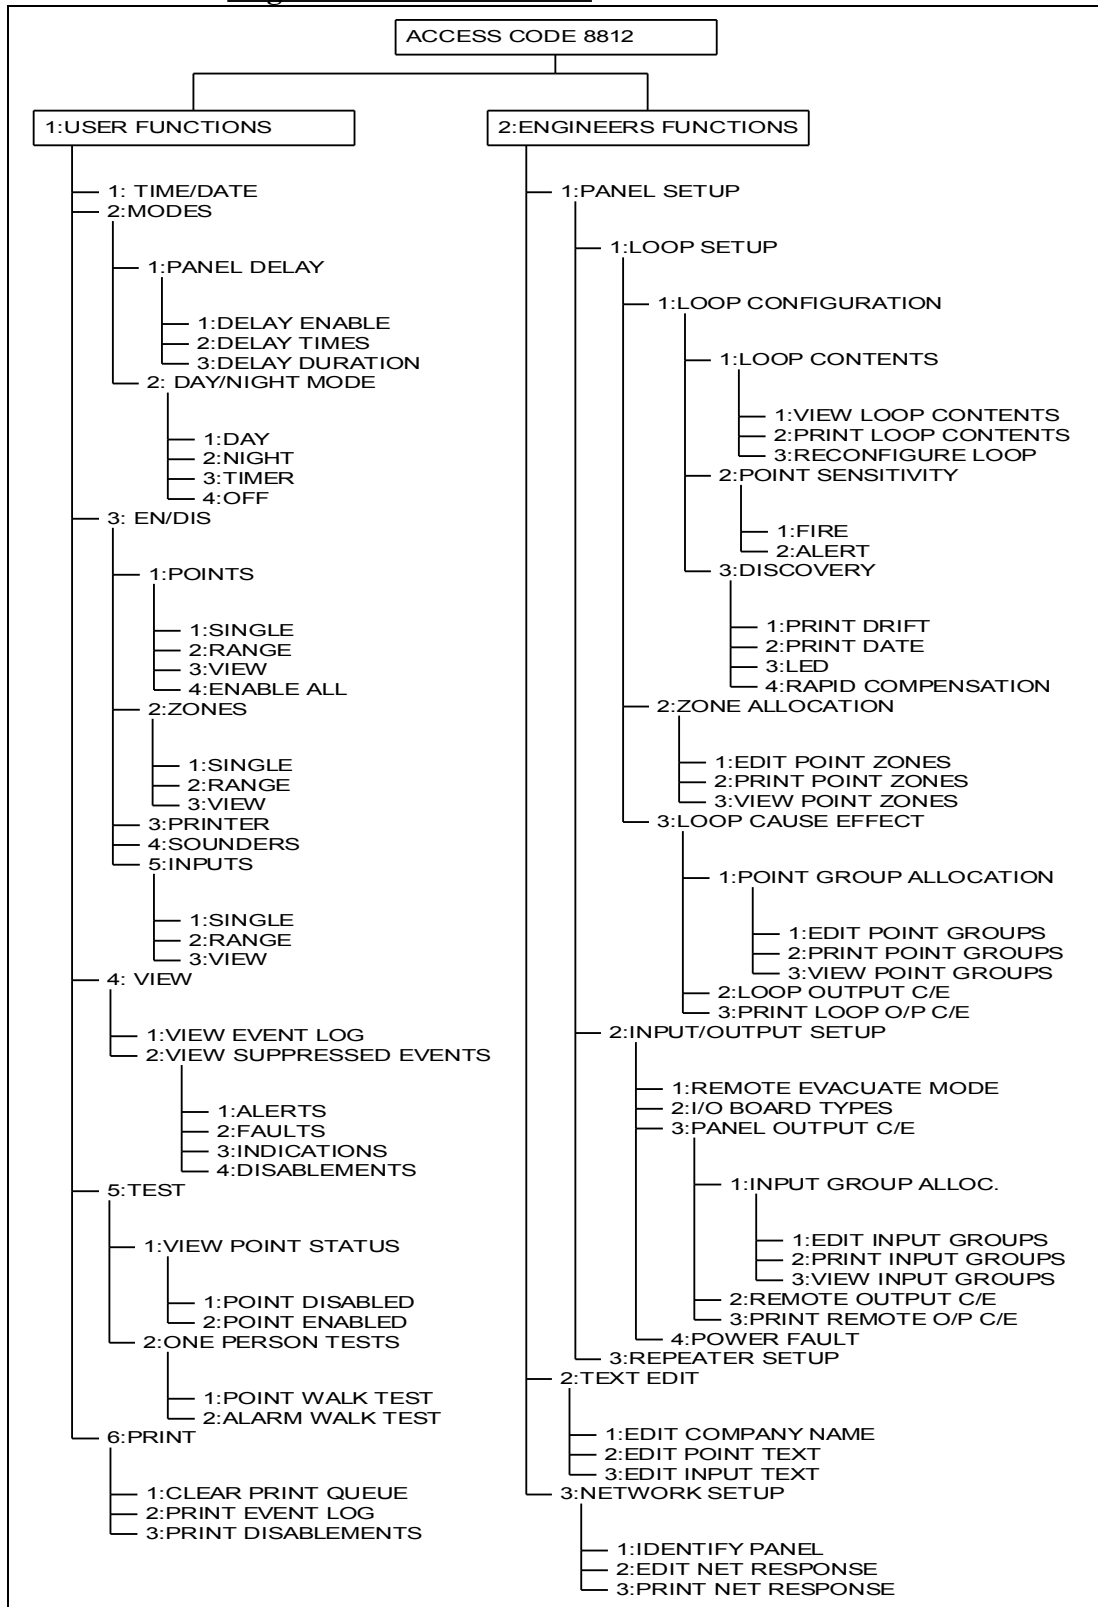 ACCESS CODE 8812
1:USER FUNCTIONS
1: TIME/DATE
2:MODES
1:PANEL DELAY
1:DELAY ENABLE
2:DELAY TIMES
3:DELAY DURATION
2: DAY/NIGHT MODE
1:DAY
2:NIGHT
3:TIMER
4:OFF
3: EN/DIS
1:POINTS
1:SINGLE
2:RANGE
3:VIEW
4:ENABLE ALL
2:ZONES
1:SINGLE
2:RANGE
3:VIEW
3:PRINTER
4:SOUNDERS
5:INPUTS
1:SINGLE
2:RANGE
3:VIEW
4: VIEW
1:VIEW EVENT LOG
2:VIEW SUPPRESSED EVENTS
1:ALERTS
2:FAULTS
3:INDICATIONS
4:DISABLEMENTS
5:TEST
1:VIEW POINT STATUS
1:POINT DISABLED
2:POINT ENABLED
2:ONE PERSON TESTS
1:POINT WALK TEST
2:ALARM WALK TEST
6:PRINT
1:CLEAR PRINT QUEUE
2:PRINT EVENT LOG
3:PRINT DISABLEMENTS
2:ENGINEERS FUNCTIONS
1:PANEL SETUP
1:LOOP SETUP
1:LOOP CONFIGURATION
1:LOOP CONTENTS
1:VIEW LOOP CONTENTS
2:PRINT LOOP CONTENTS
3:RECONFIGURE LOOP
2:POINT SENSITIVITY
1:FIRE
2:ALERT
3:DISCOVERY
1:PRINT DRIFT
2:PRINT DATE
3:LED
4:RAPID COMPENSATION
2:ZONE ALLOCATION
1:EDIT POINT ZONES
2:PRINT POINT ZONES
3:VIEW POINT ZONES
3:LOOP CAUSE EFFECT
1:POINT GROUP ALLOCATION
1:EDIT POINT GROUPS
2:PRINT POINT GROUPS
3:VIEW POINT GROUPS
2:LOOP OUTPUT C/E
3:PRINT LOOP O/P C/E
2:INPUT/OUTPUT SETUP
1:REMOTE EVACUATE MODE
2:I/O BOARD TYPES
3:PANEL OUTPUT C/E
1:INPUT GROUP ALLOC.
1:EDIT INPUT GROUPS
2:PRINT INPUT GROUPS
3:VIEW INPUT GROUPS
2:REMOTE OUTPUT C/E
3:PRINT REMOTE O/P C/E
4:POWER FAULT
3:REPEATER SETUP
2:TEXT EDIT
1:EDIT COMPANY NAME
2:EDIT POINT TEXT
3:EDIT INPUT TEXT
3:NETWORK SETUP
1:IDENTIFY PANEL
2:EDIT NET RESPONSE
3:PRINT NET RESPONSE